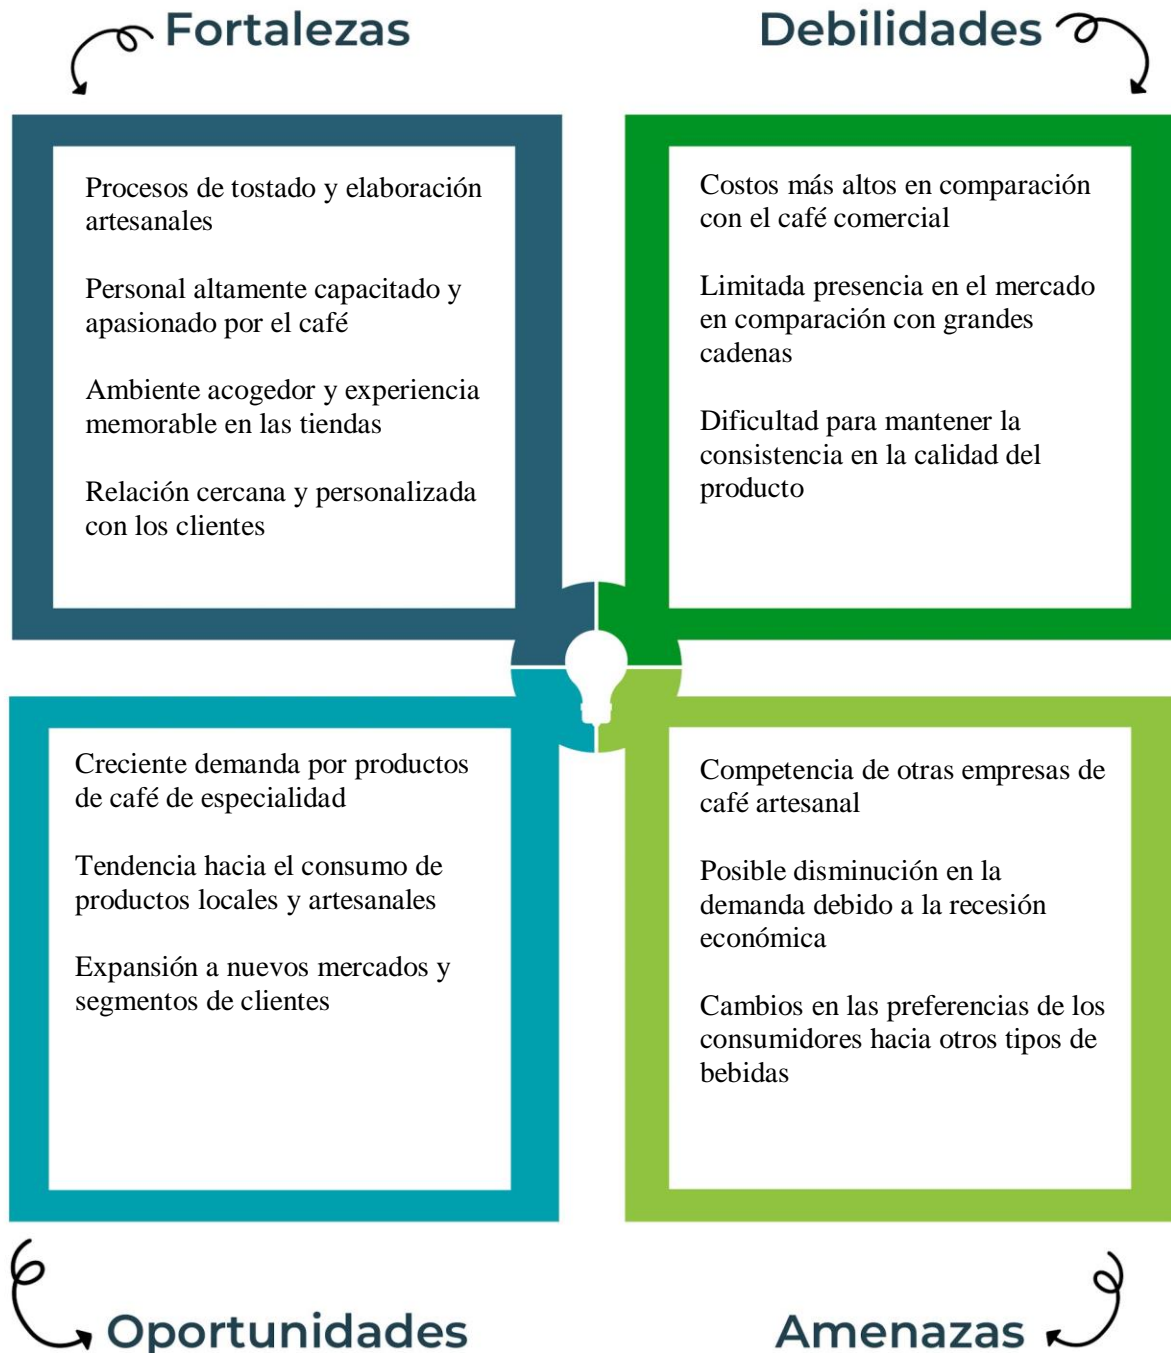 Fortalezas
Procesos de tostado y elaboración
artesanales
Personal altamente capacitado y
apasionado por el café
Ambiente acogedor y experiencia
memorable en las tiendas
Relación cercana y personalizada
con los clientes
Debilidades
Costos más altos en comparación
con el café comercial
Limitada presencia en el mercado
en comparación con grandes
cadenas
Dificultad para mantener la
consistencia en la calidad del
producto
Creciente demanda por productos
de café de especialidad
Tendencia hacia el consumo de
productos locales y artesanales
Expansión a nuevos mercados y
segmentos de clientes
Oportunidades
Competencia de otras empresas de
café artesanal
Posible disminución en la
demanda debido a la recesión
económica
Cambios en las preferencias de los
consumidores hacia otros tipos de
bebidas
Amenazas